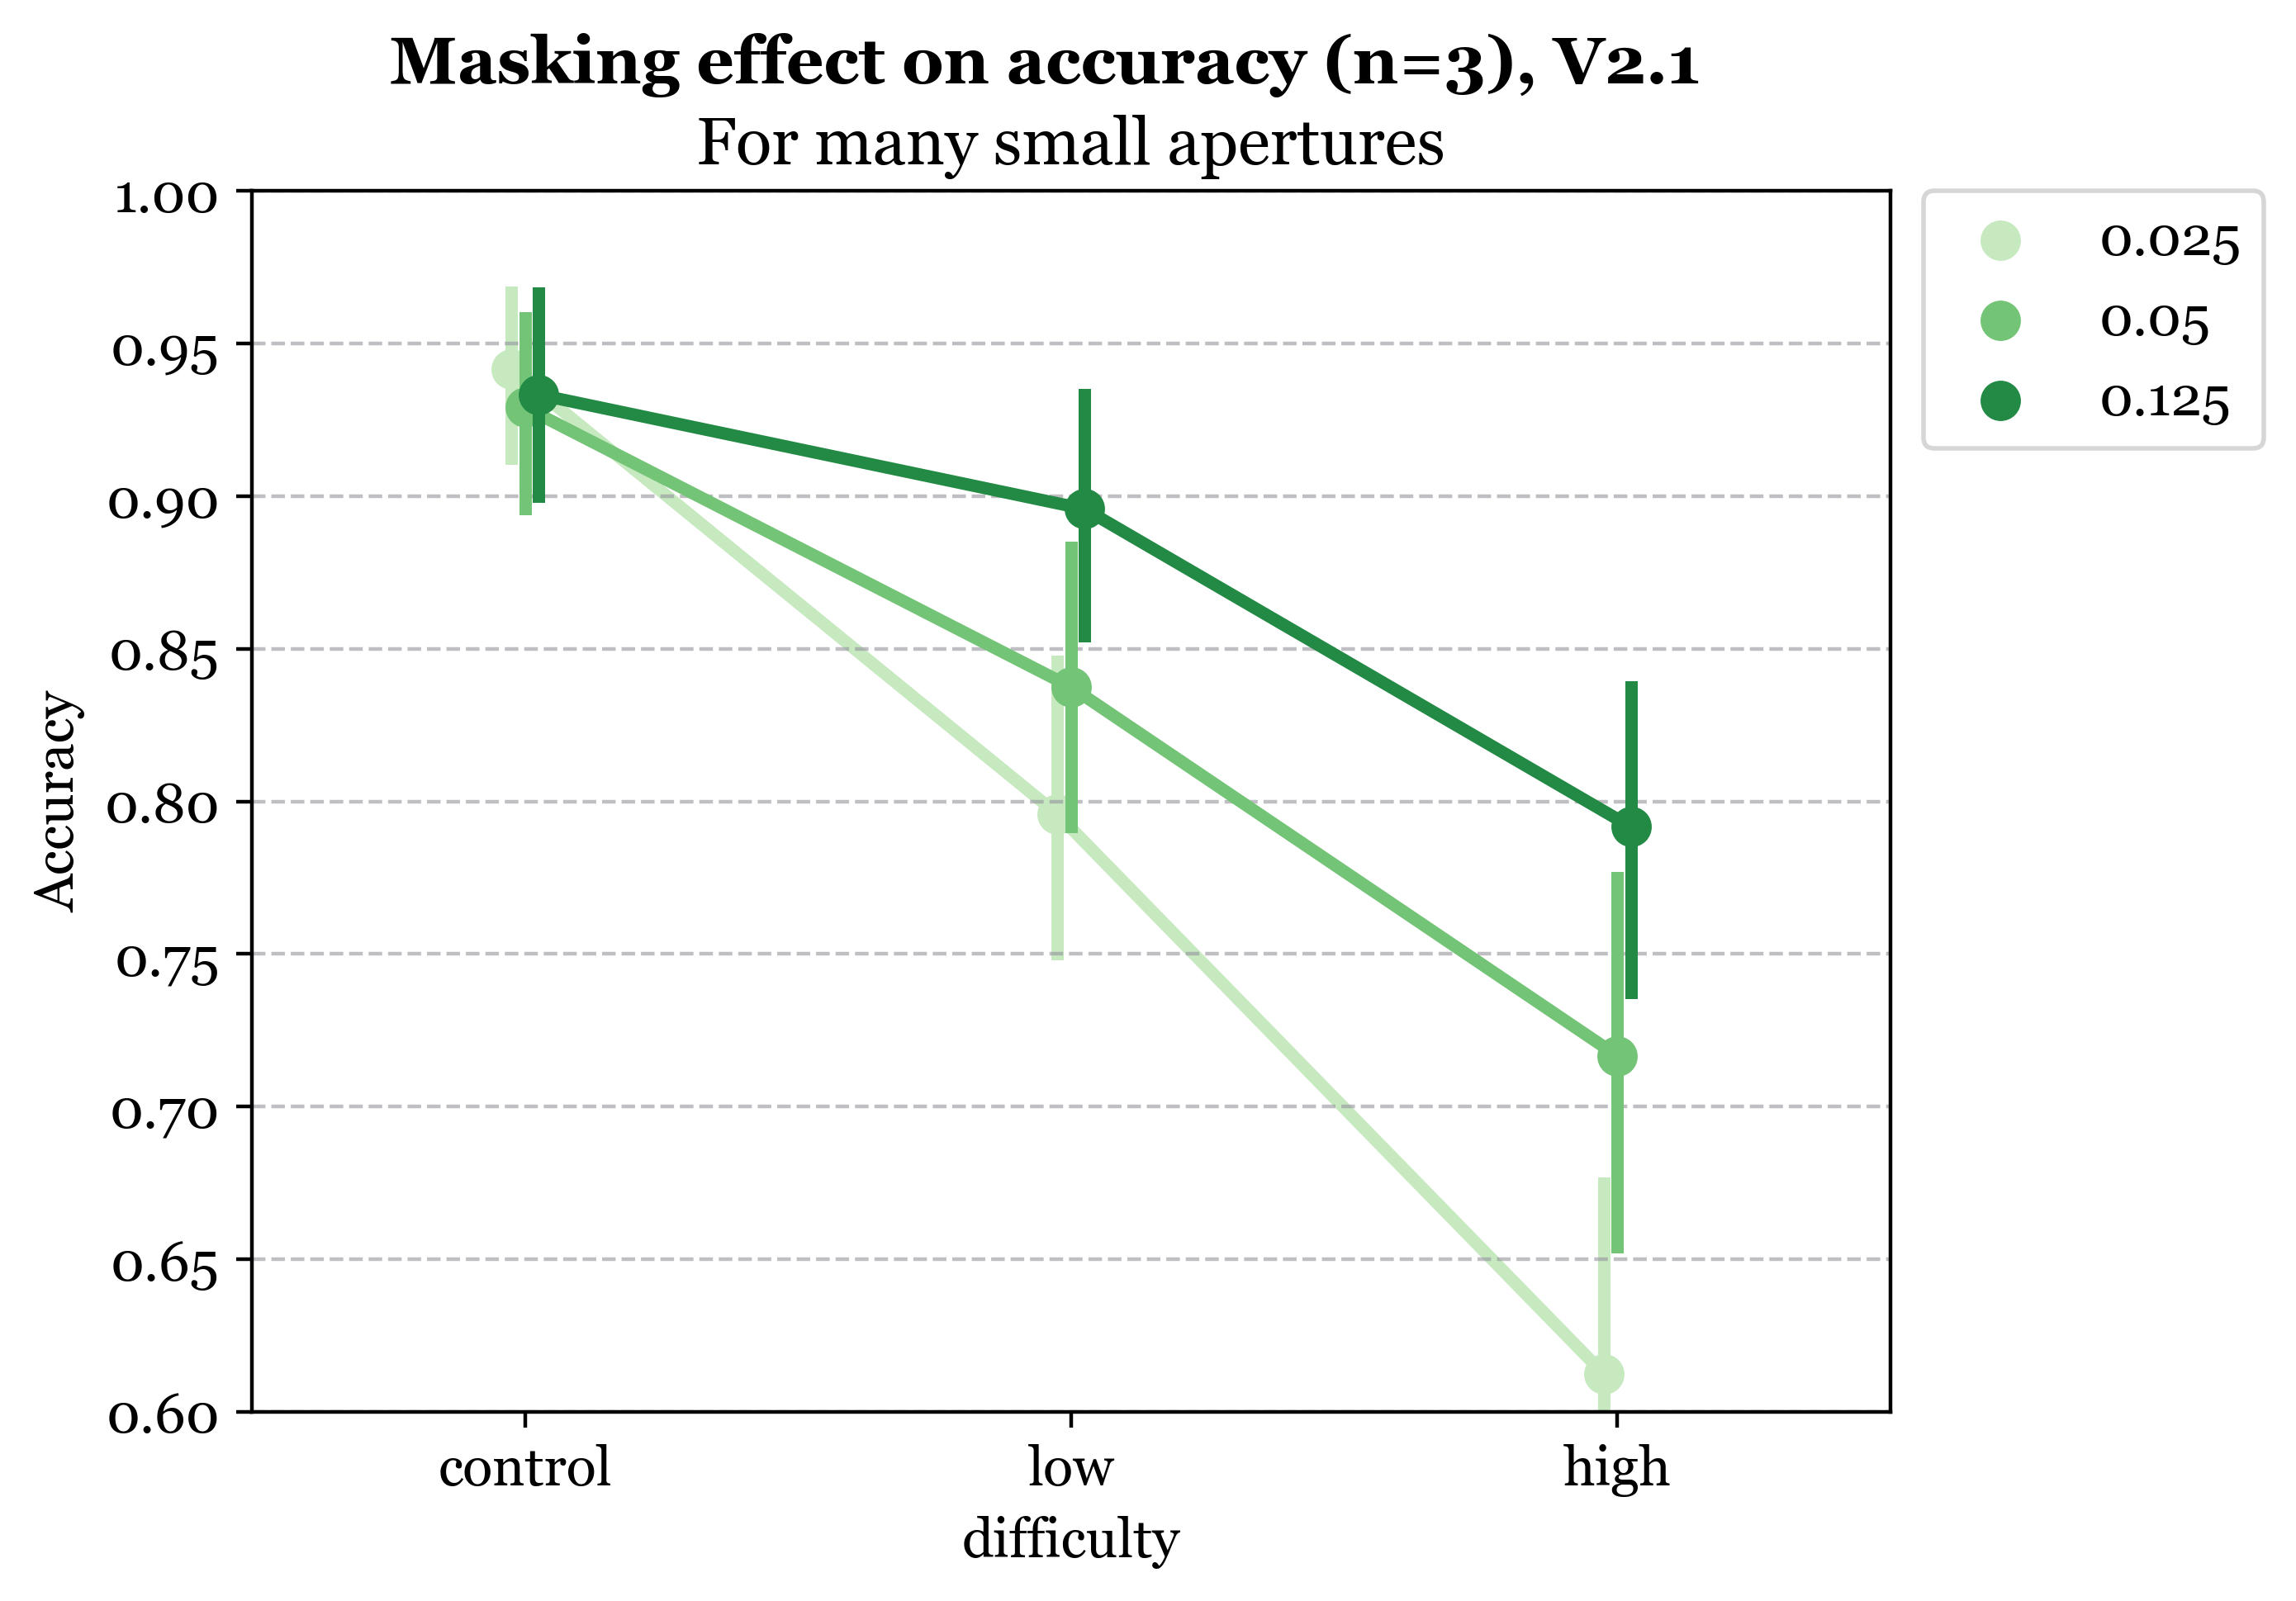 Masking effect on accuracy (n=3), V2.1
For many small apertures
1.00
0.95
0.90
0.85
0.80
0.75
0.70
0.65
0.60
Accuracy
control
low
high
difficulty
0.025
0.05
0.125